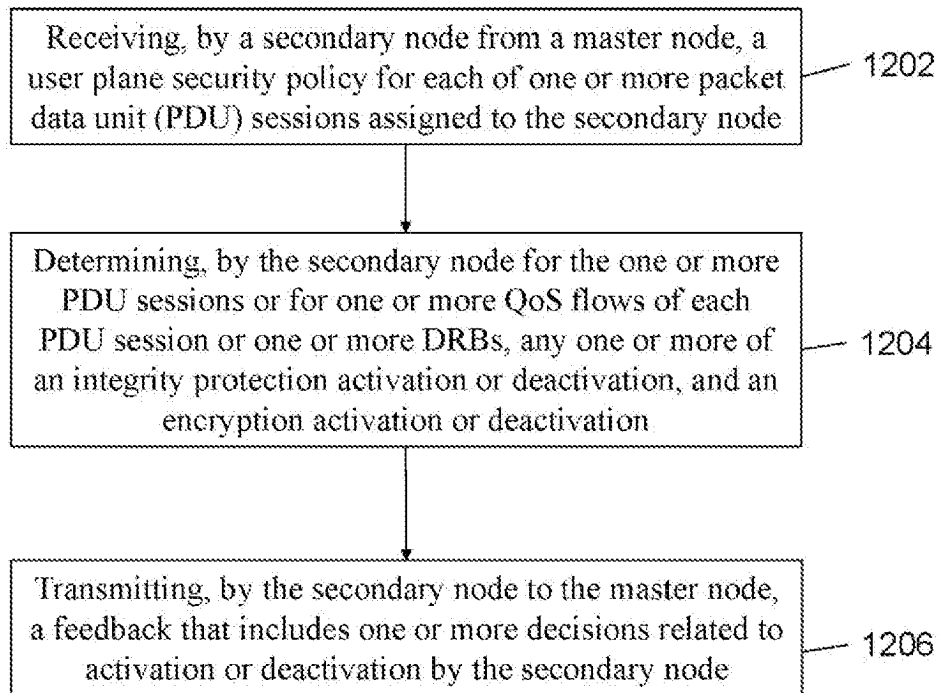 Receiving, by a secondary node from a master node, a
user plane security policy for each of one or more packet
data unit (PDU) sessions assigned to the secondary node
1202
Determining, by the secondary node for the one or more
PDU sessions or for one or more QoS flows of each
PDU session or one or more DRBs, any one or more of
an integrity protection activation or deactivation, and an
encryption activation or deactivation
1204
Transmitting, by the secondary node to the master node,
a feedback that includes one or more decisions related to
activation or deactivation by the secondary node
1206